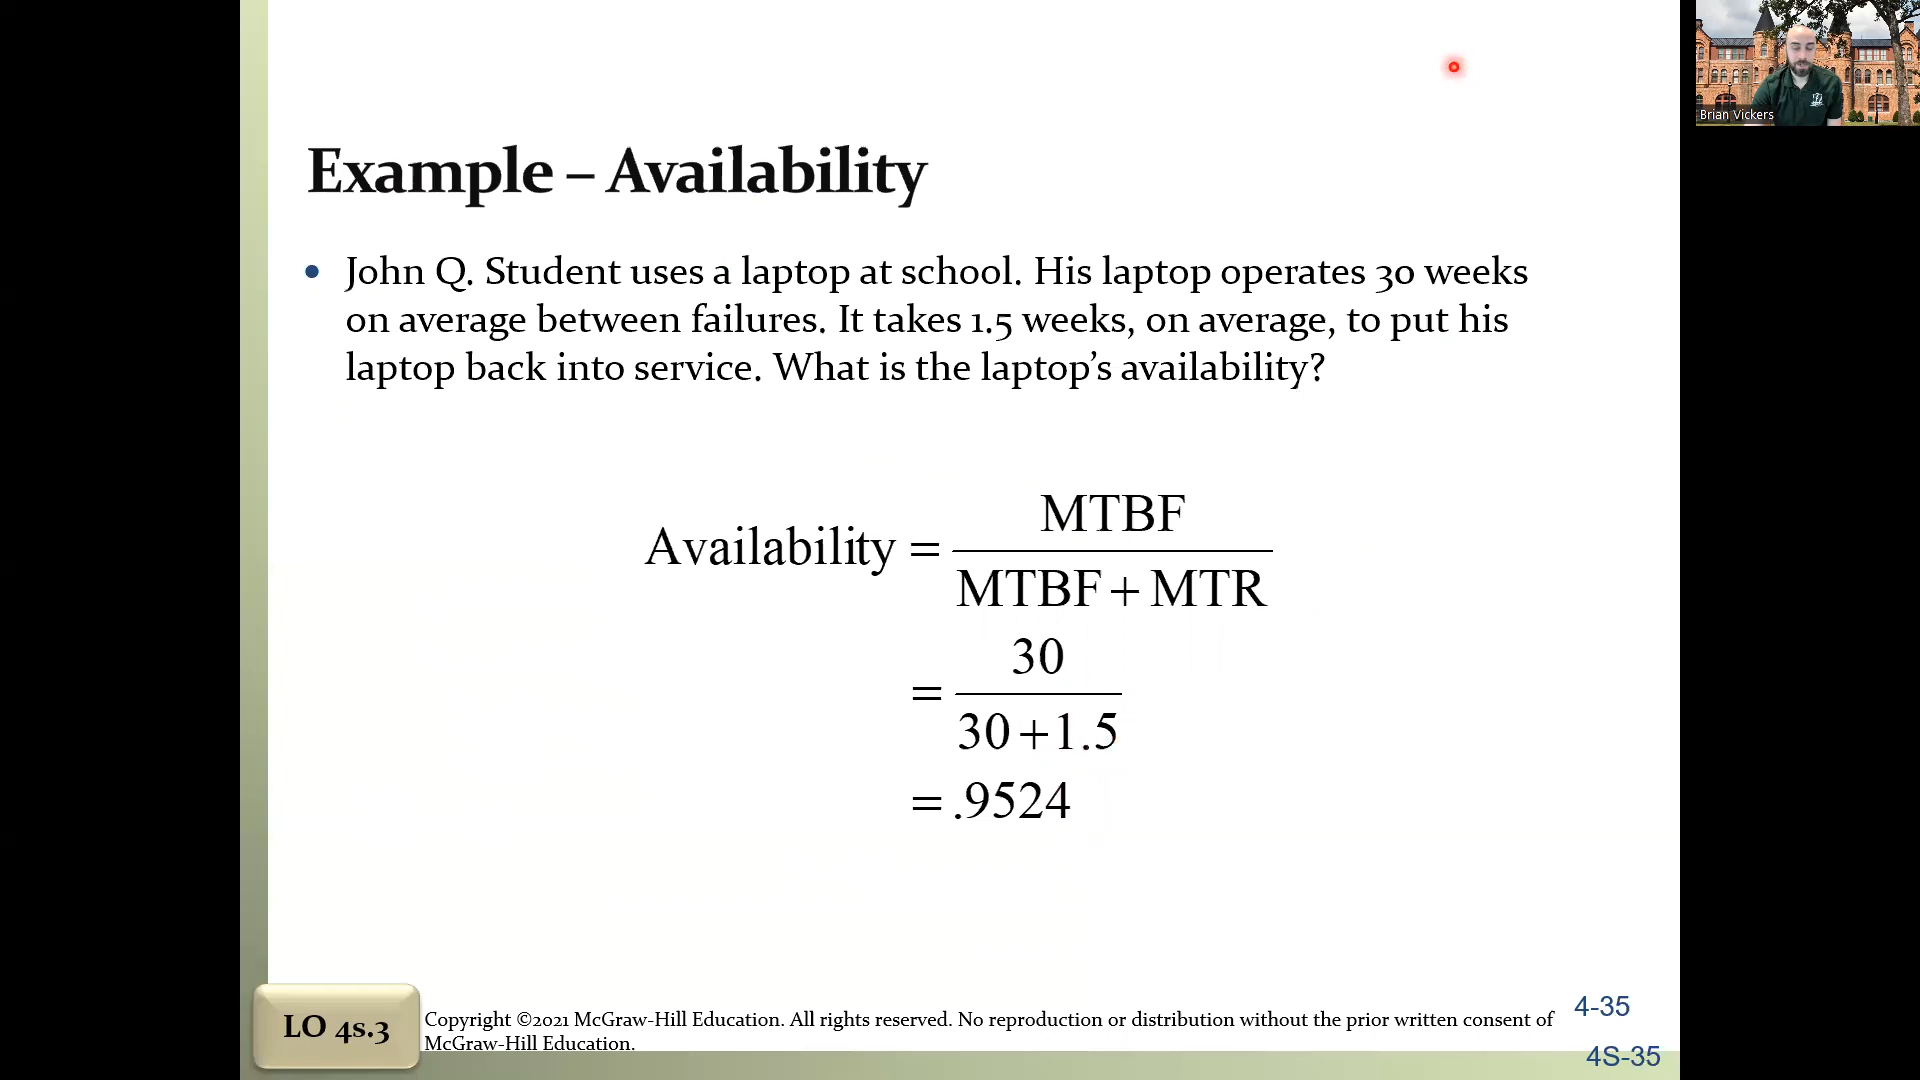 Brian Vickers
Example – Availability
• John Q. Student uses a laptop at school. His laptop operates 30 weeks
on average between failures. It takes 1.5 weeks, on average, to put his
laptop back into service. What is the laptop’s availability?
MTBF
Availability =
MTBF + MTR
30
=
30 + 1.5
= .9524
LO 4s.3
Copyright ©2021 McGraw-Hill Education. All rights reserved. No reproduction or distribution without the prior written consent of
McGraw-Hill Education.
4-35
4S-35